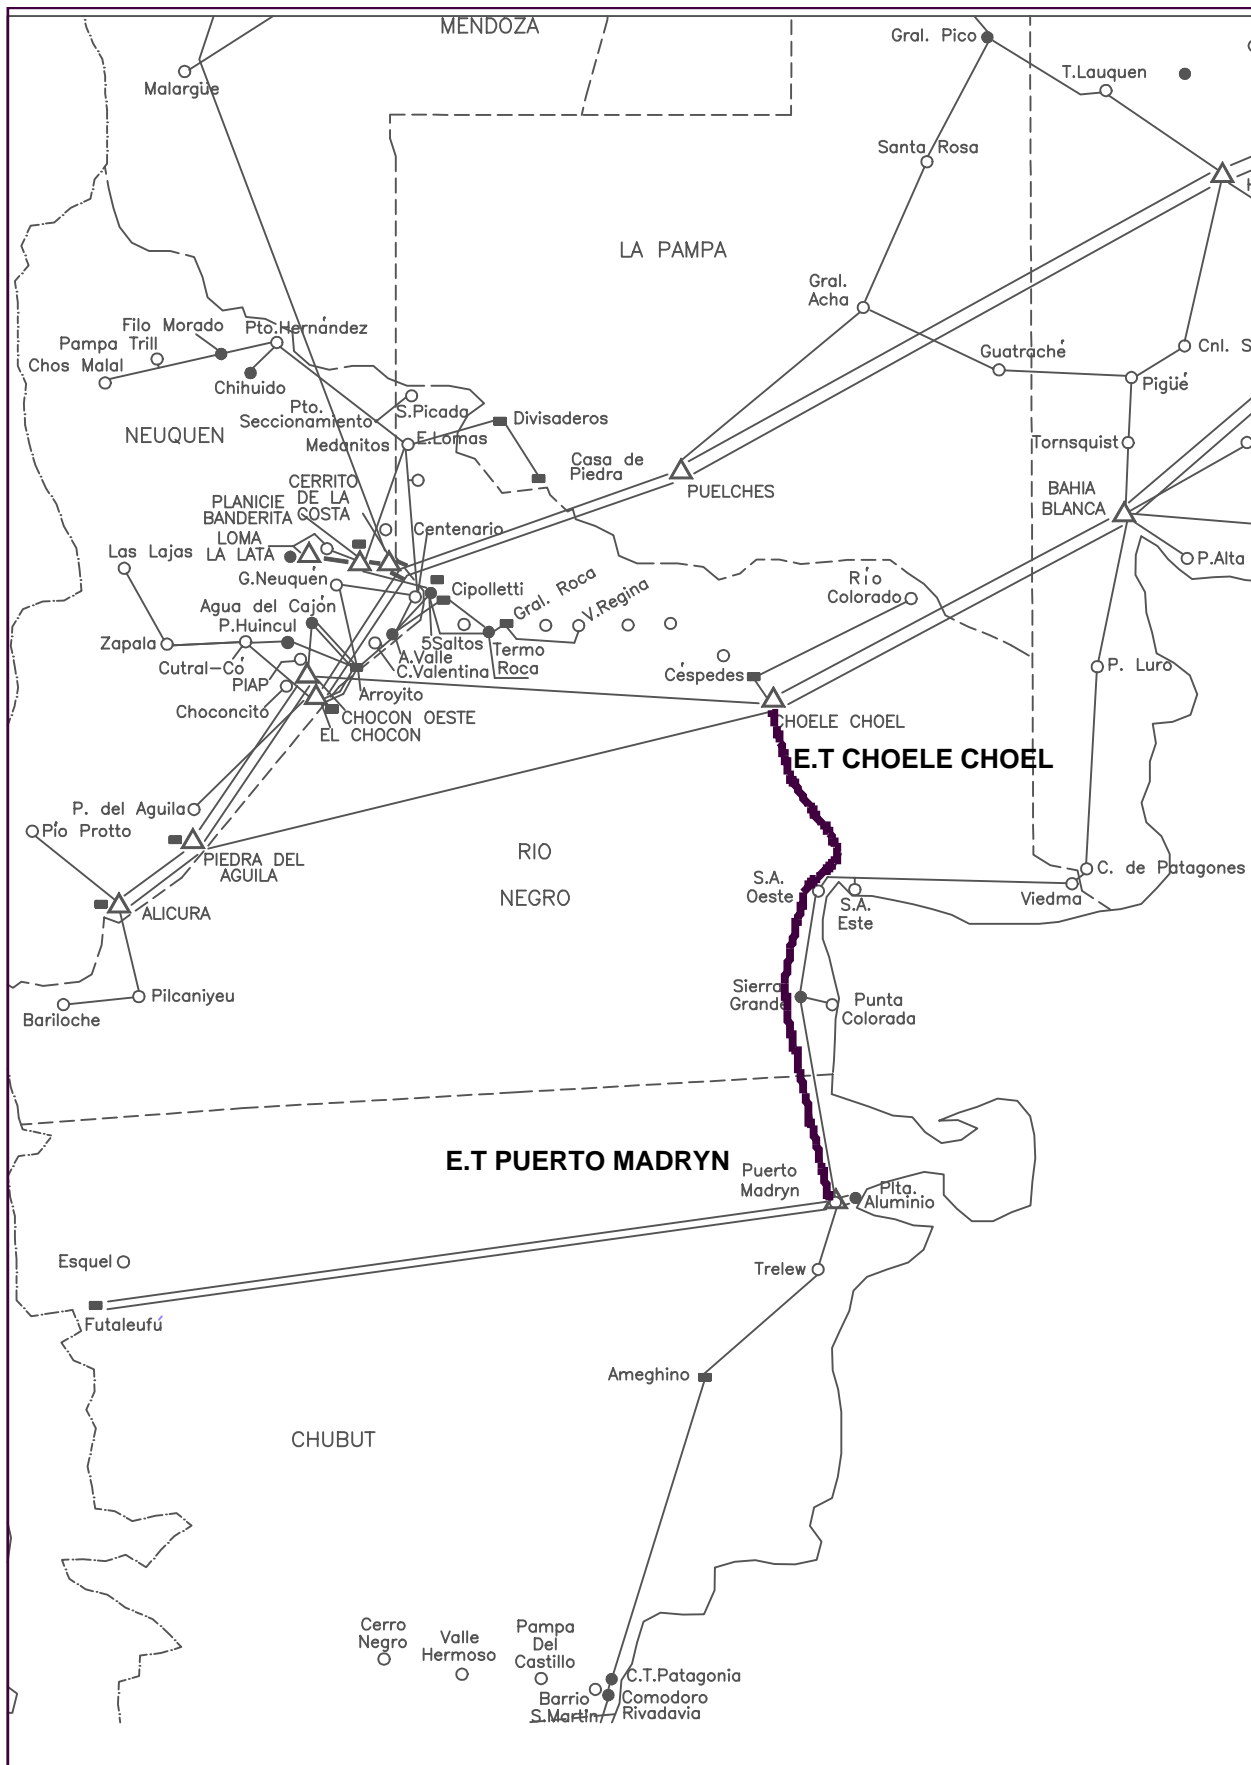 MENDOZA
Gral. Pico
T.Lauquen
Malargüe
Santa Rosa
LA PAMPA
Gral.
Acha
Filo Morado
Pto.Hernández
Pampa Trill
Chos Malal
Chihuido
Guatraché
Cnl. S
Pigüé
Pto.
Seccionamiento
S.Picada
Divisaderos
NEUQUEN
Medanitos
E.Lomas
Tornsquist
Casa de
Piedra
CERRITO
DE LA
COSTA
PLANICIE
BANDERITA
PUELCHES
BAHIA
BLANCA
Centenario
LOMA
LA LATA
Las Lajas
P.Alta
G.Neuquén
Cipolletti
Río
Colorado
Agua del Cajón
Gral. Roca
V.Regina
P.Huincul
Zapala
5Saltos
Termo
Roca
A.Valle
C.Valentina
Cutral-Có
P. Luro
PIAP
Arroyito
Céspedes
Choconcito
CHOCON OESTE
EL CHOCON
CHOELE CHOEL
E.T CHOELE CHOEL
P. del Aguila
Pío Protto
PIEDRA DEL
AGUILA
RIO
NEGRO
C. de Patagones
S.A.
Oeste
Viedma
ALICURA
S.A.
Este
Pilcaniyeu
Bariloche
Sierra
Grande
Punta
Colorada
E.T PUERTO MADRYN
Puerto
Madryn
Plta.
Aluminio
Esquel
Trelew
Futaleufú
Ameghino
CHUBUT
Cerro
Negro
Valle
Hermoso
Pampa
Del
Castillo
C.T.Patagonia
Barrio
S.Martín
Comodoro
Rivadavia